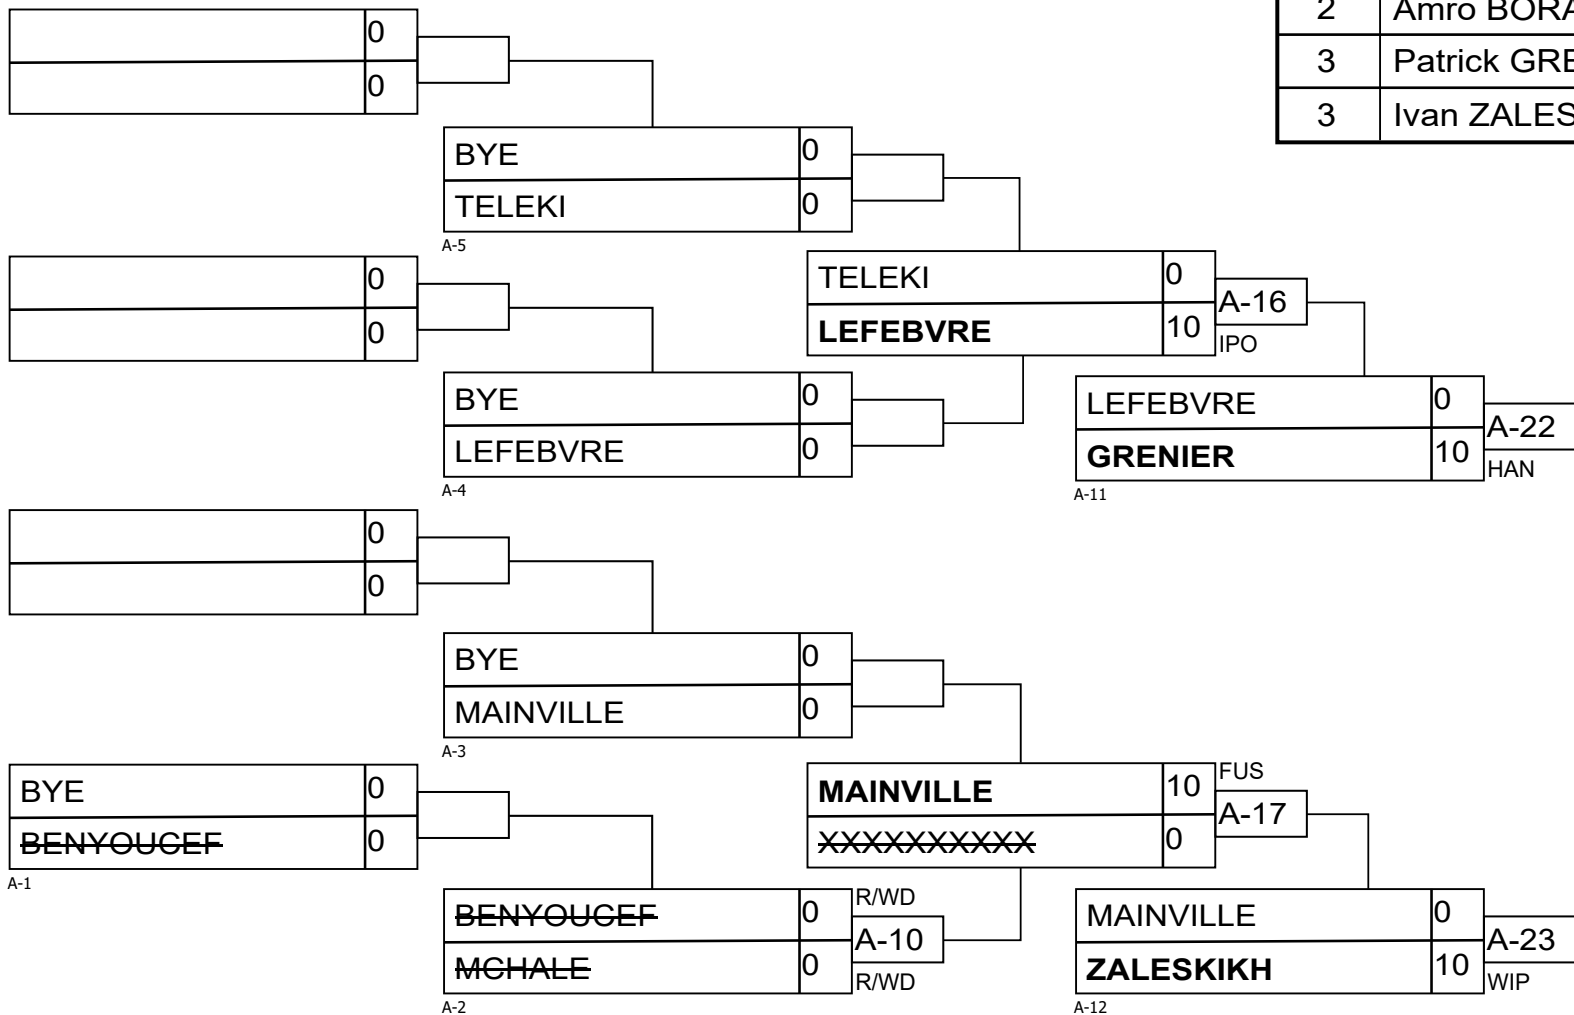 0
0
2 Amro BORA
3 Patrick GRE
3 Ivan ZALES
BYE 0
TELEKI 0
A-5
0
0
TELEKI 0
LEFEBVRE 10
A-16
IPO
BYE 0
LEFEBVRE 0
A-4
LEFEBVRE 0
GRENIER 10
A-11
A-22
HAN
0
0
BYE 0
MAINVILLE 0
A-3
BYE 0
BENYOUCEF 0
A-1
MAINVILLE 10
XXXXXXXXXX 0
FUS
A-17
BENYOUCEF 0
MCHALE 0
A-2
R/WD
A-10
R/WD
MAINVILLE 0
ZALESKIKH 10
A-12
A-23
WIP